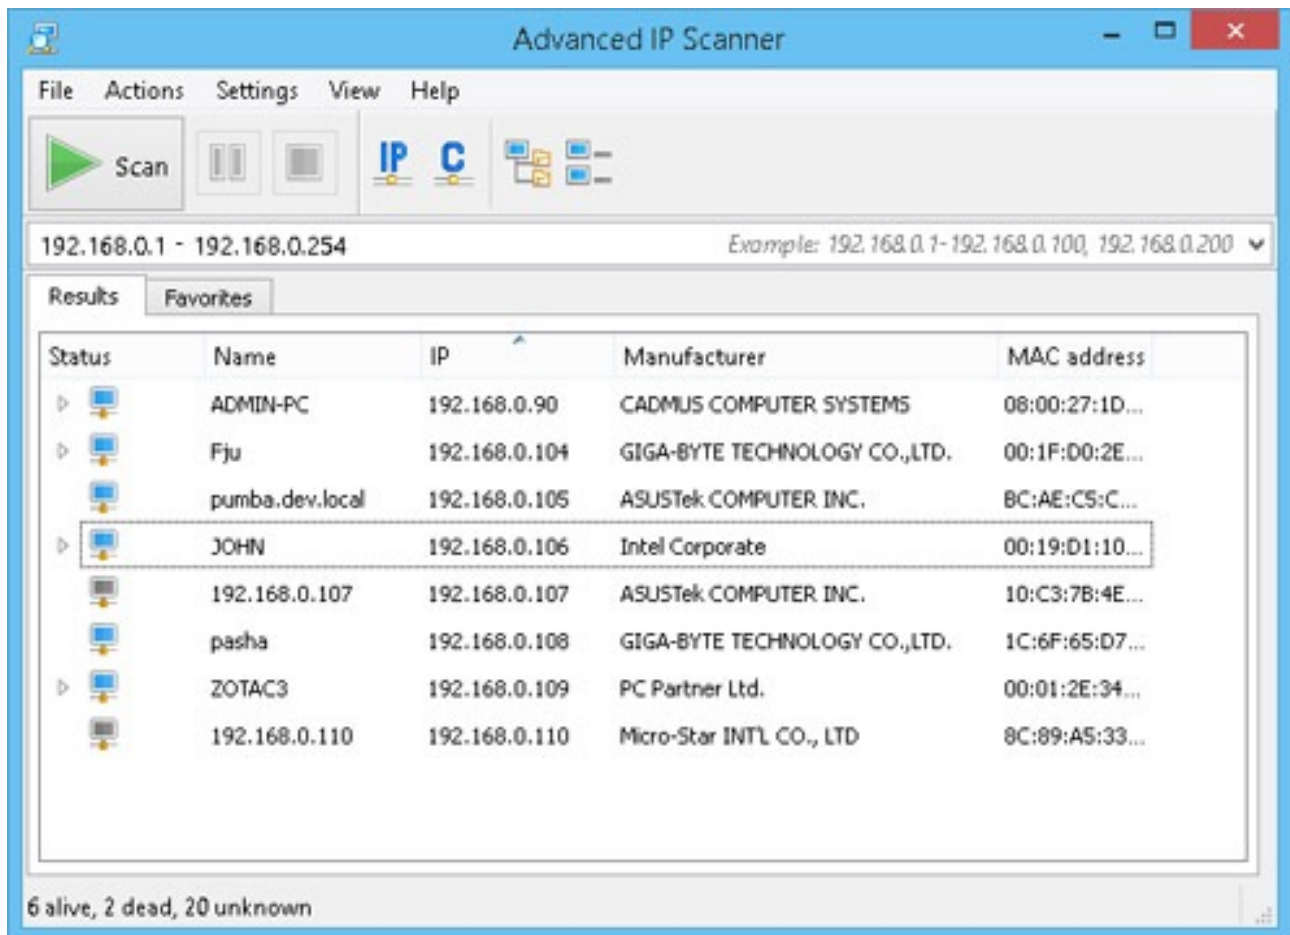 Advanced IP Scanner
File Actions Settings View Help
Scan IP C
192.168.0.1 - 192.168.0.254 Example: 192.168.0.1-192.168.0.100, 192.168.0.200
Results Favorites
Status Name IP Manufacturer MAC address
ADMIN-PC 192.168.0.90 CADMUS COMPUTER SYSTEMS 08:00:27:1D...
Fju 192.168.0.104 GIGA-BYTE TECHNOLOGY CO.,LTD. 00:1F:D0:2E...
pumba.dev.local 192.168.0.105 ASUSTek COMPUTER INC. BC:AE:C5:C...
JOHN 192.168.0.106 Intel Corporate 00:19:D1:10...
192.168.0.107 192.168.0.107 ASUSTek COMPUTER INC. 10:C3:7B:4E...
pasha 192.168.0.108 GIGA-BYTE TECHNOLOGY CO.,LTD. 1C:6F:65:D7...
ZOTAC3 192.168.0.109 PC Partner Ltd. 00:01:2E:34...
192.168.0.110 192.168.0.110 Micro-Star INT'L CO., LTD 8C:89:A5:33...
6 alive, 2 dead, 20 unknown